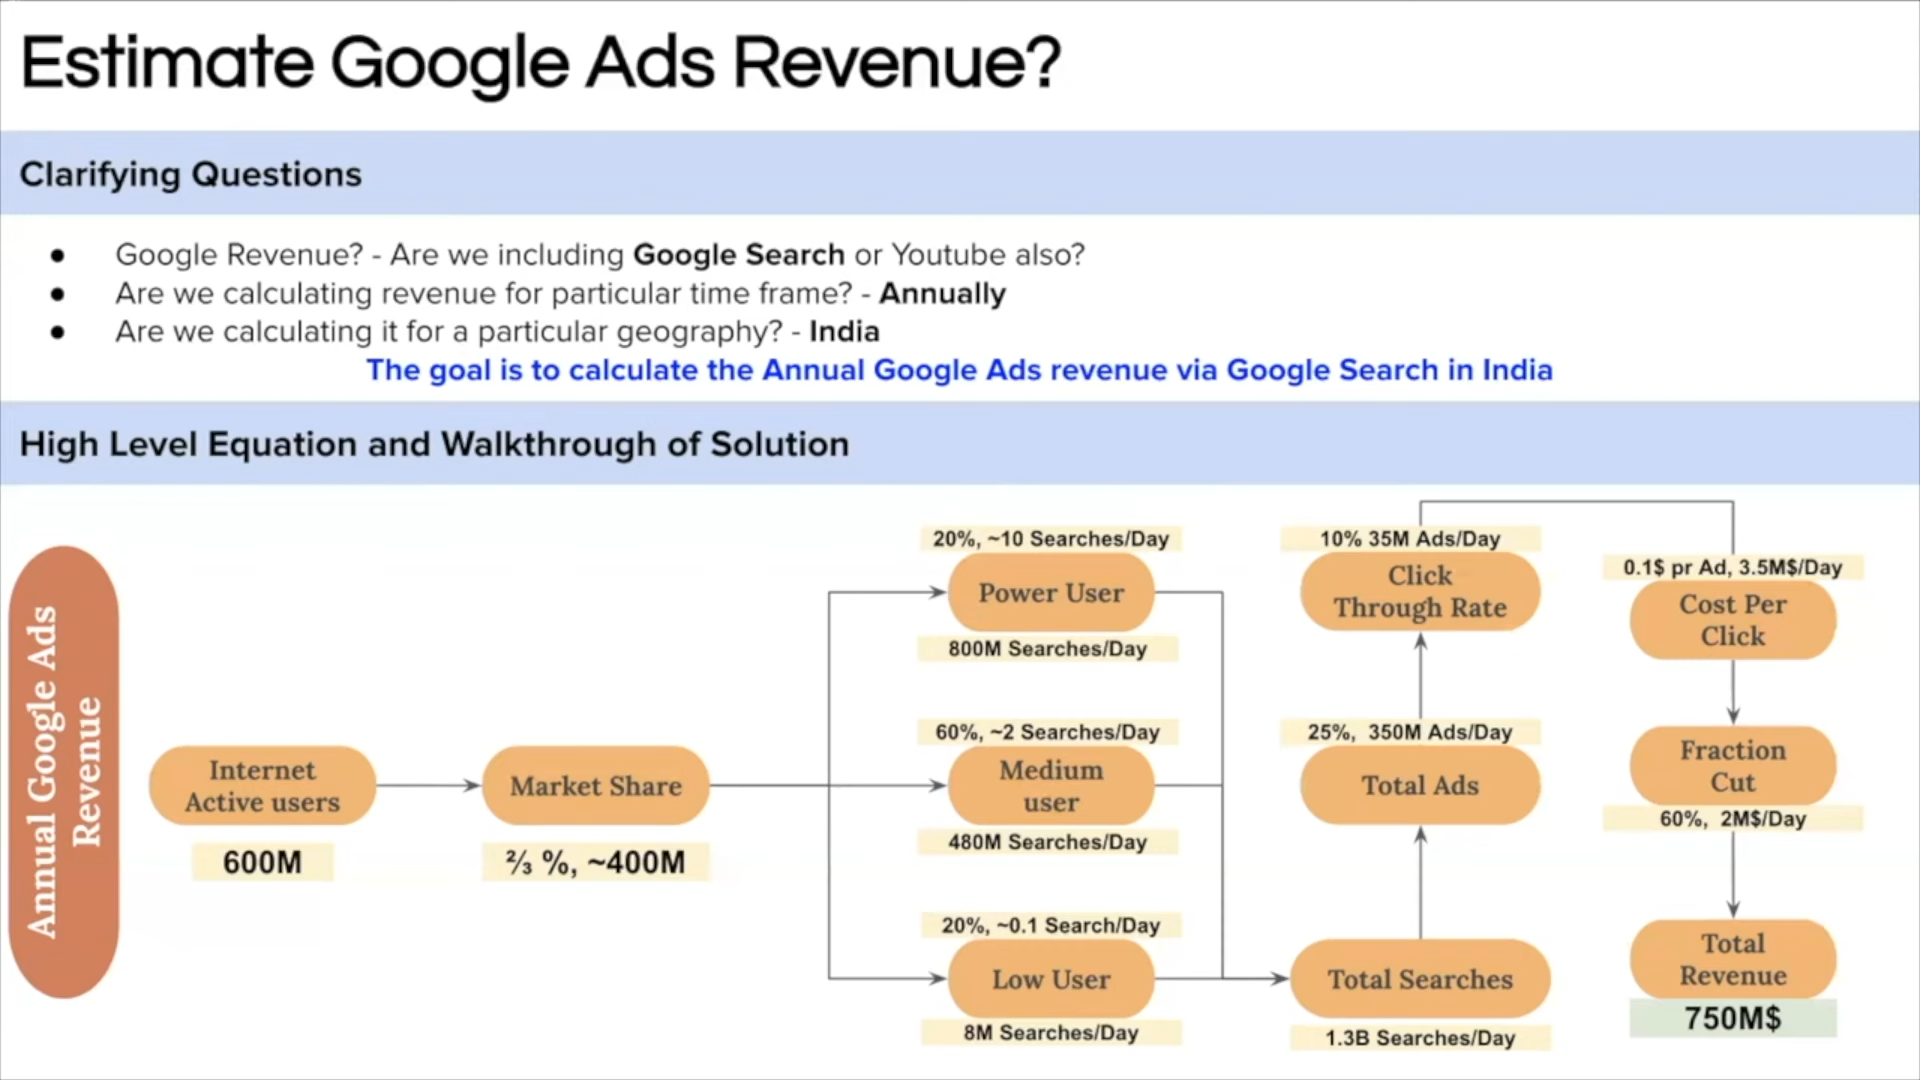 Estimate Google Ads Revenue?
Clarifying Questions
● Google Revenue? - Are we including Google Search or Youtube also?
● Are we calculating revenue for particular time frame? - Annually
● Are we calculating it for a particular geography? - India
The goal is to calculate the Annual Google Ads revenue via Google Search in India
High Level Equation and Walkthrough of Solution
Annual Google Ads
Revenue
Internet
Active users
600M
Market Share
⅔ %, ~400M
20%, ~10 Searches/Day
Power User
800M Searches/Day
60%, ~2 Searches/Day
Medium
user
480M Searches/Day
20%, ~0.1 Search/Day
Low User
8M Searches/Day
Total Searches
1.3B Searches/Day
25%, 350M Ads/Day
Total Ads
10% 35M Ads/Day
Click
Through Rate
0.1$ pr Ad, 3.5M$/Day
Cost Per
Click
Fraction
Cut
60%, 2M$/Day
Total
Revenue
750M$